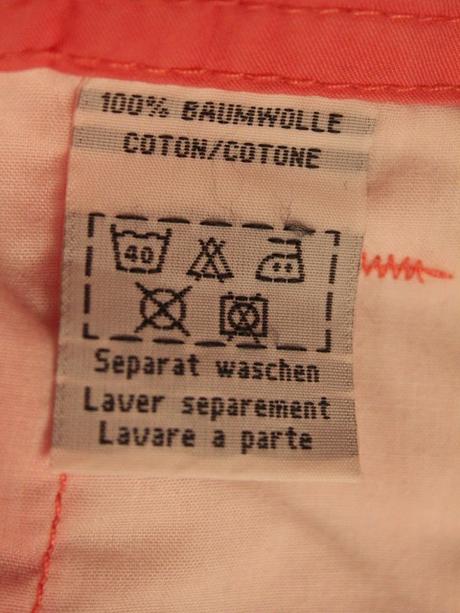 100% BAUMWOLLE
COTON/COTONE
40
Separat waschen
Laver separement
Lavare a parte